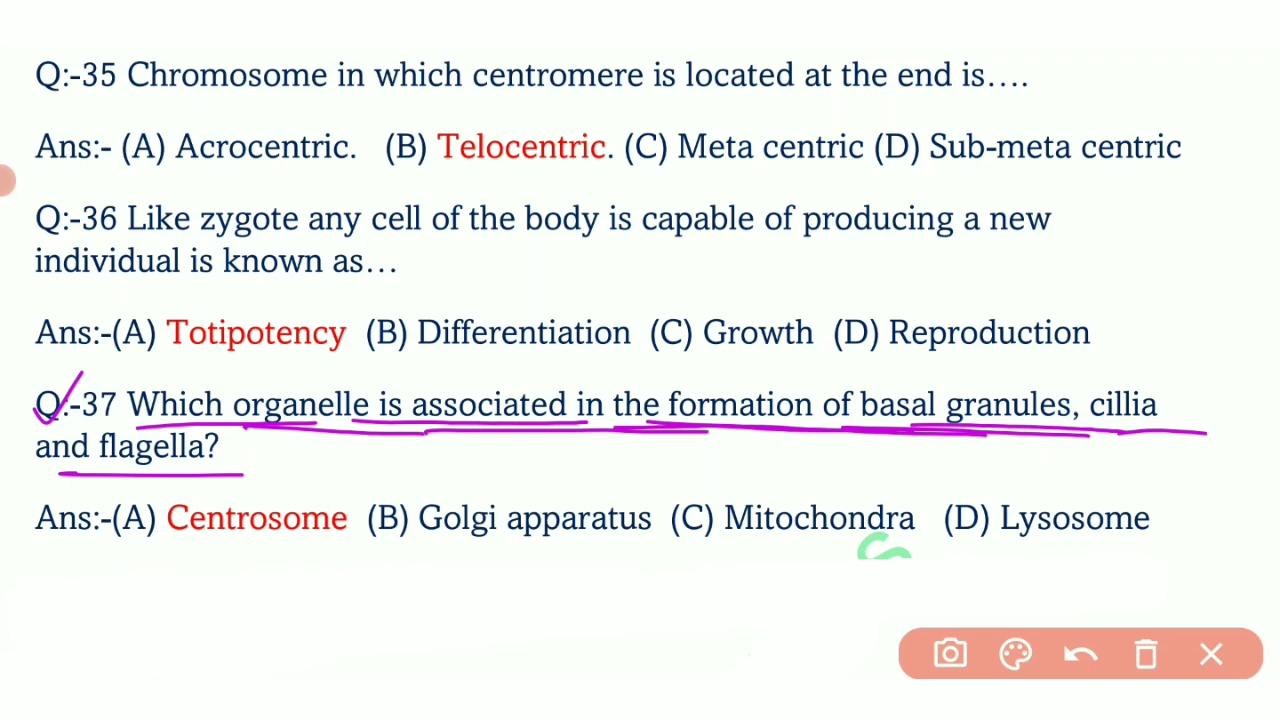 Q:-35 Chromosome in which centromere is located at the end is….
Ans:- (A) Acrocentric. (B) Telocentric. (C) Meta centric (D) Sub-meta centric
Q:-36 Like zygote any cell of the body is capable of producing a new
individual is known as…
Ans:-(A) Totipotency (B) Differentiation (C) Growth (D) Reproduction
Q:-37 Which organelle is associated in the formation of basal granules, cillia
and flagella?
Ans:-(A) Centrosome (B) Golgi apparatus (C) Mitochondra (D) Lysosome